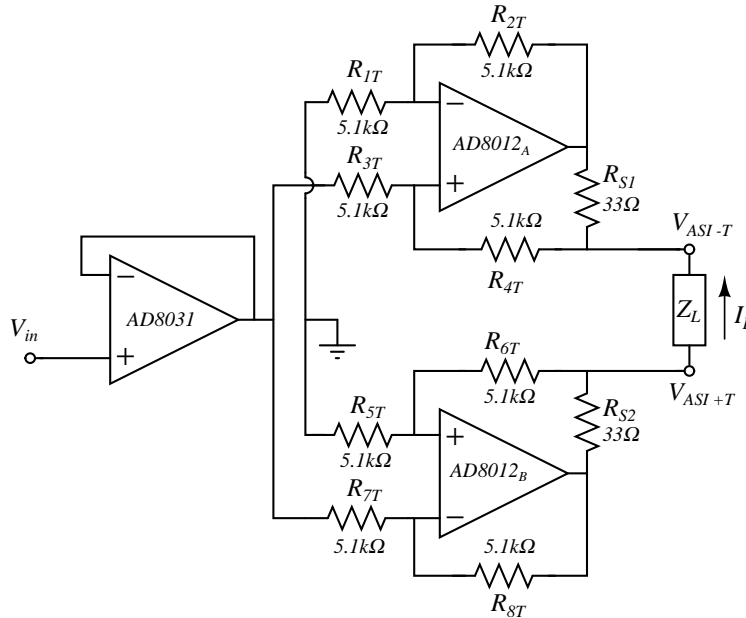 R2T
5.1kΩ
R1T
5.1kΩ
−
AD8012A
R3T
5.1kΩ
+
RS1
33Ω
5.1kΩ
R4T
VASI -T
−
AD8031
Vin
+
ZL
R6T
5.1kΩ
VASI +T
R5T
5.1kΩ
+
AD8012B
RS2
33Ω
R7T
5.1kΩ
−
5.1kΩ
R8T